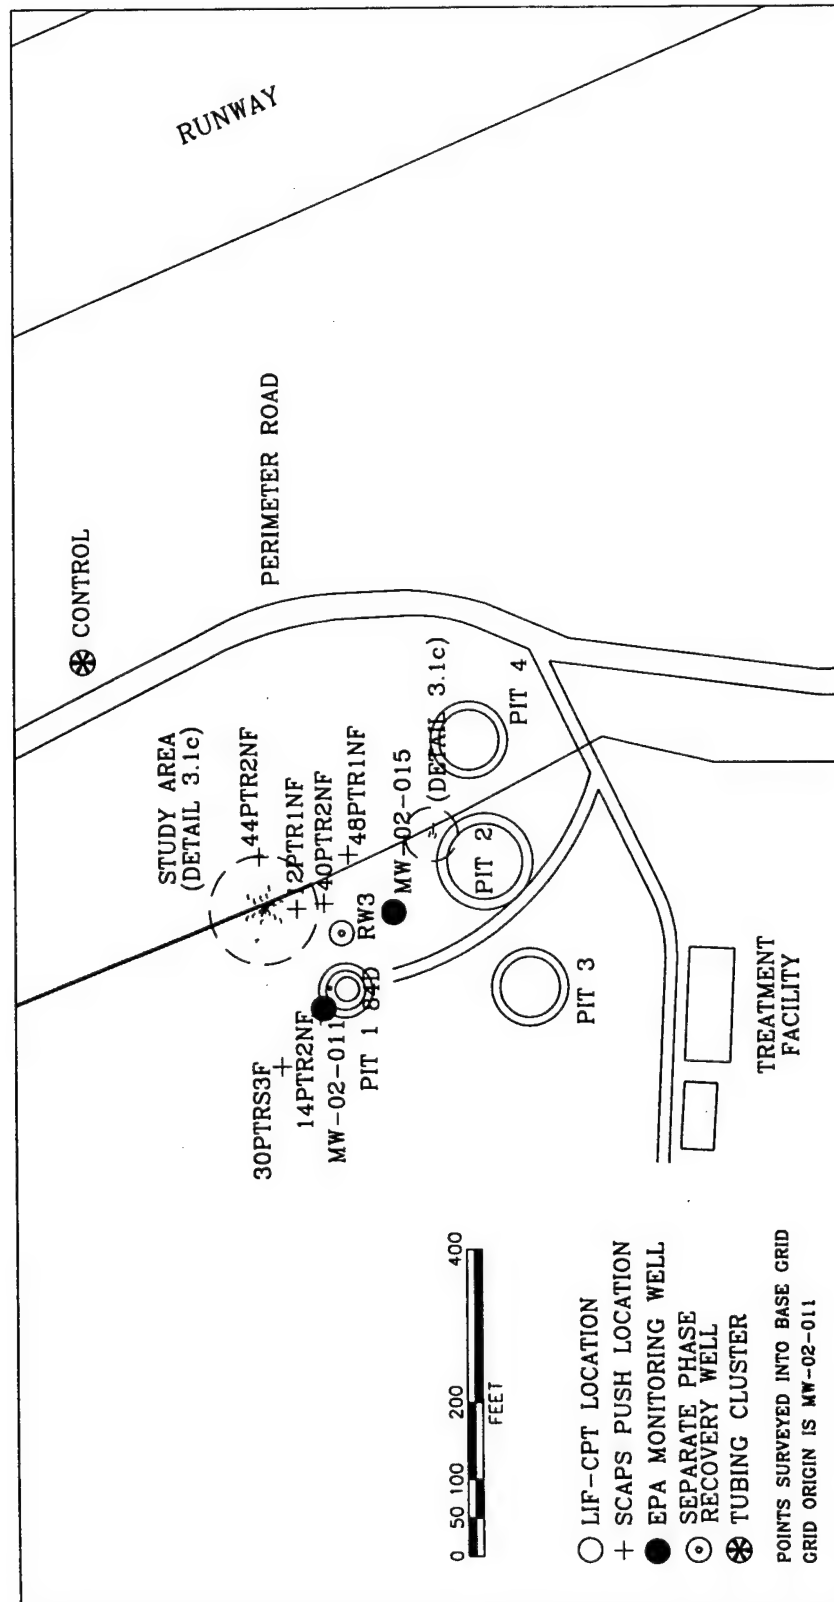 RUNWAY
CONTROL
PERIMETER ROAD
STUDY AREA
(DETAIL 3.1c)
44PTR2NF
12PTR1NF
40PTR2NF
48PTR1NF
RW3
MW-02-015
(DETAIL 3.1c)
PIT 4
PIT 2
PIT 3
30PTRS3F
14PTR2NF
MW-02-011
PIT 1 84D
TREATMENT
FACILITY
0 50 100 200 400
FEET
LIF-CPT LOCATION
SCAPS PUSH LOCATION
EPA MONITORING WELL
SEPARATE PHASE
RECOVERY WELL
TUBING CLUSTER
POINTS SURVEYED INTO BASE GRID
GRID ORIGIN IS MW-02-011